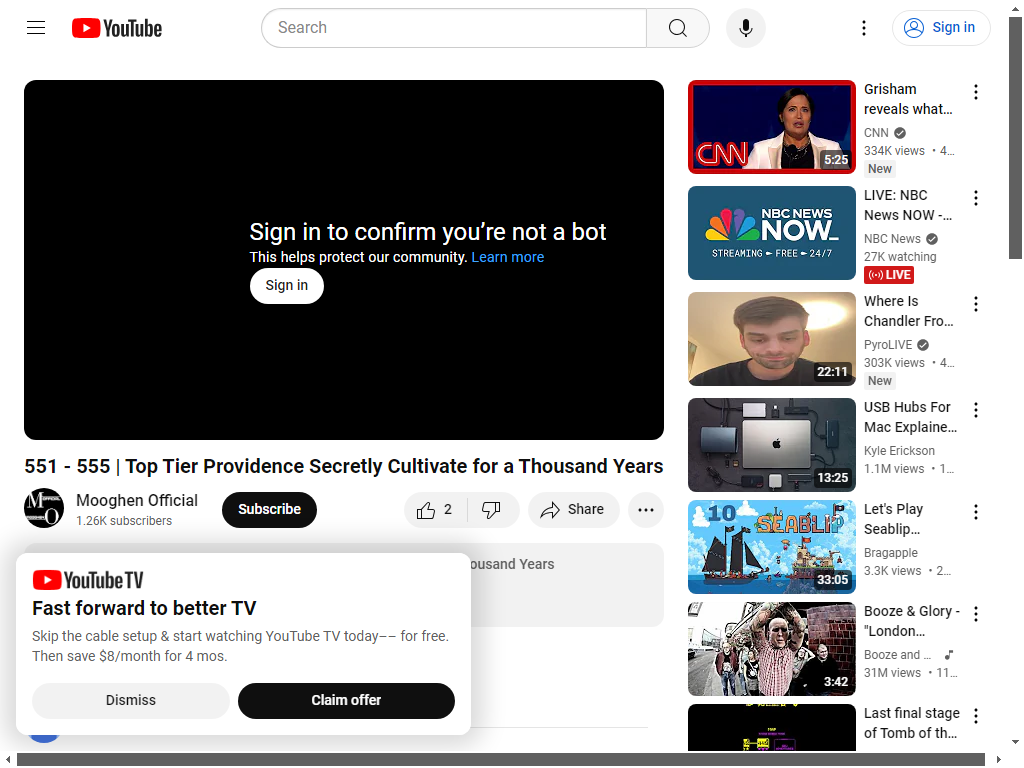 YouTube
Search
Sign in
Sign in to confirm you’re not a bot
This helps protect our community. Learn more
Sign in
551 - 555 | Top Tier Providence Secretly Cultivate for a Thousand Years
Mooghen Official
1.26K subscribers
Subscribe
2
Share
ousand Years
YouTube TV
Fast forward to better TV
Skip the cable setup & start watching YouTube TV today–– for free.
Then save $8/month for 4 mos.
Dismiss
Claim offer
CNN
5:25
Grisham
reveals what...
CNN
334K views • 4...
New
NBC NEWS
NOW
STREAMING ► FREE ► 24/7
LIVE: NBC
News NOW -...
NBC News
27K watching
LIVE
22:11
Where Is
Chandler Fro...
PyroLIVE
303K views • 4...
New
13:25
USB Hubs For
Mac Explaine...
Kyle Erickson
1.1M views • 1...
10 SEABLIP
33:05
Let's Play
Seablip...
Bragapple
3.3K views • 2...
3:42
Booze & Glory -
"London...
Booze and ...
31M views • 11...
Last final stage
of Tomb of th...